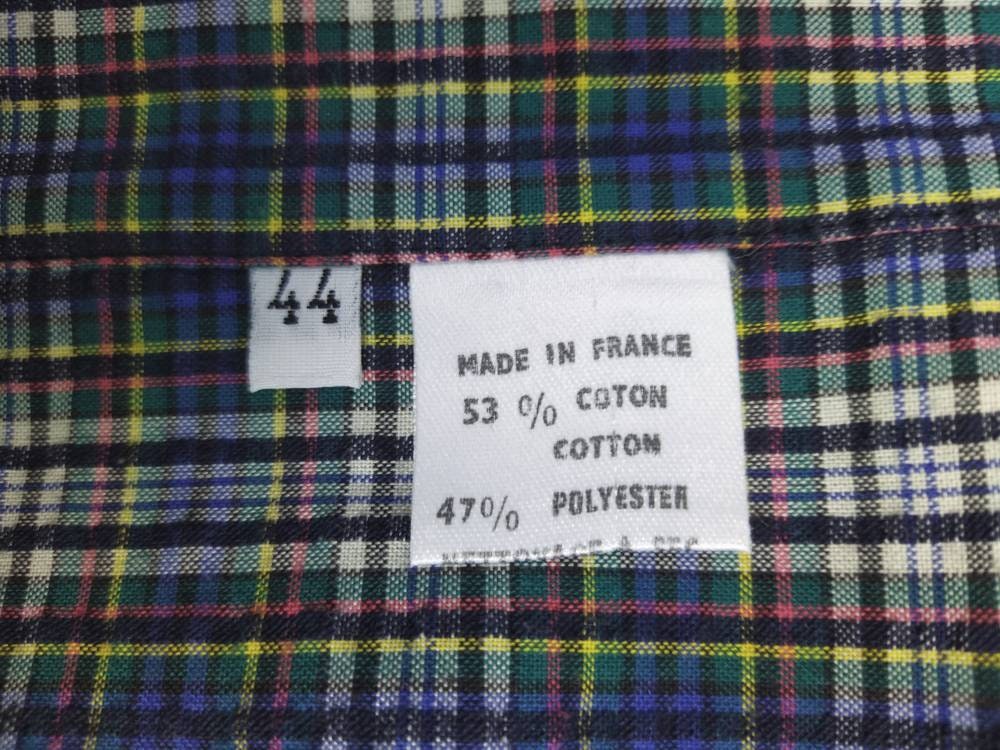 44
MADE IN FRANCE
53 % COTON
COTTON
47% POLYESTER